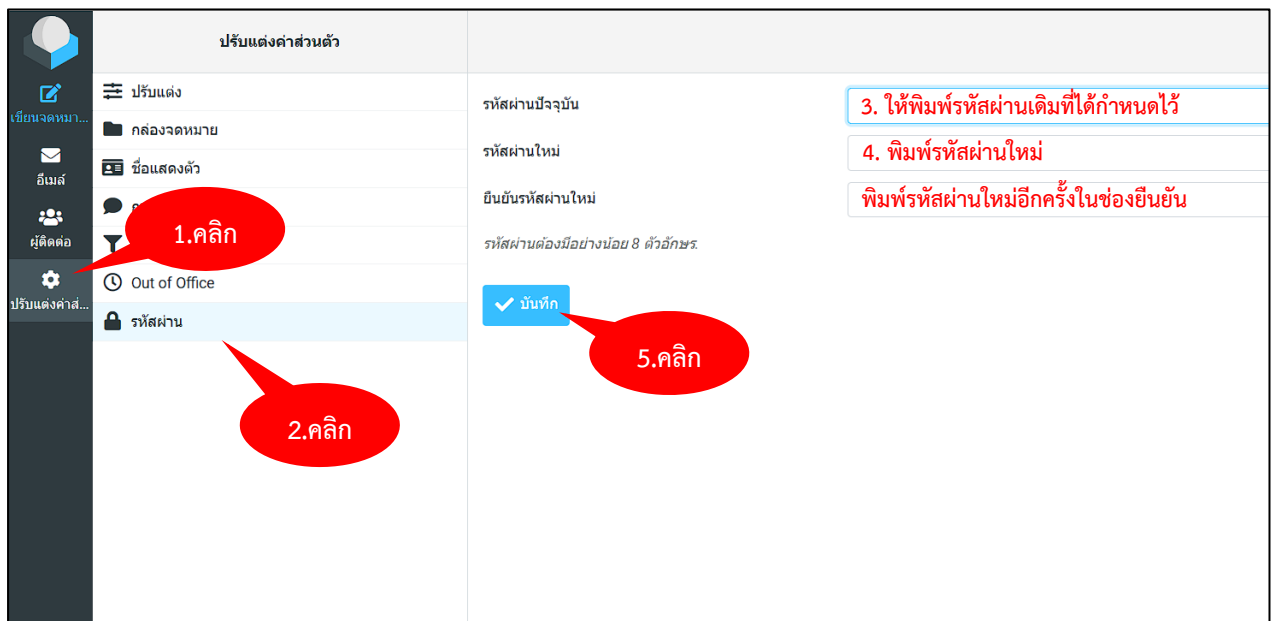 ปรับแต่งค่าส่วนตัว
เขียนจดหมา...
อีเมล์
ผู้ติดต่อ
ปรับแต่งค่าส่...
ปรับแต่ง
กล่องจดหมาย
ชื่อแสดงตัว
Out of Office
รหัสผ่าน
1.คลิก
2.คลิก
รหัสผ่านปัจจุบัน
3. ให้พิมพ์รหัสผ่านเดิมที่ได้กำหนดไว้
รหัสผ่านใหม่
4. พิมพ์รหัสผ่านใหม่
ยืนยันรหัสผ่านใหม่
พิมพ์รหัสผ่านใหม่อีกครั้งในช่องยืนยัน
รหัสผ่านต้องมีอย่างน้อย 8 ตัวอักษร.
บันทึก
5.คลิก